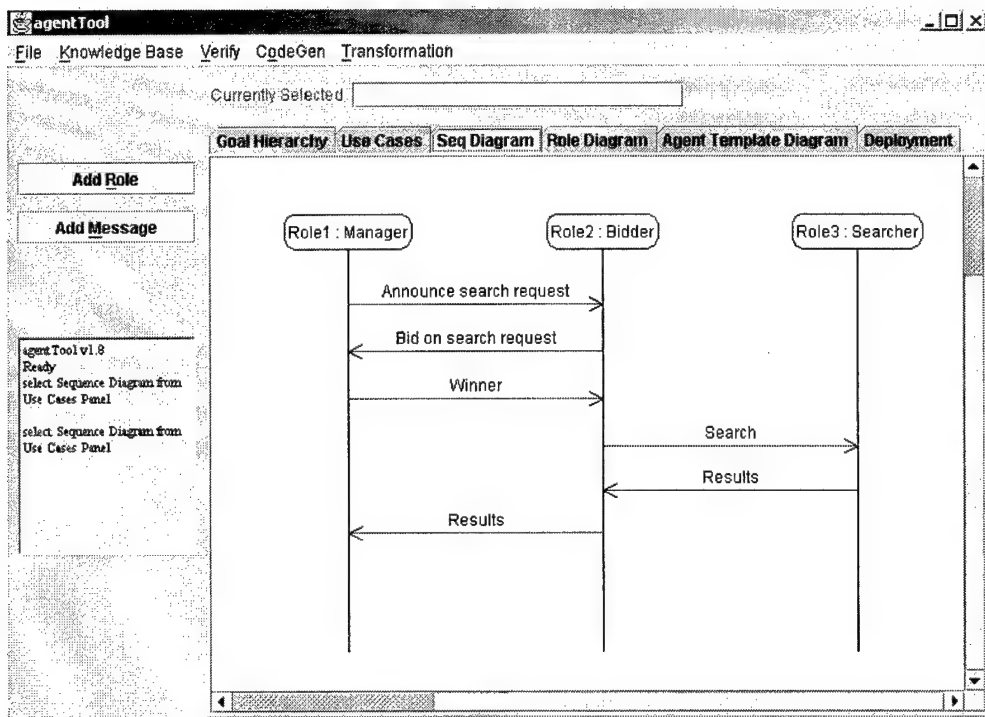 agentTool
File Knowledge Base Verify CodeGen Transformation
Currently Selected
Goal Hierarchy Use Cases Seq Diagram Role Diagram Agent Template Diagram Deployment
Add Role
Add Message
agentTool v1.8
Ready
select Sequence Diagram from
Use Cases Panel
select Sequence Diagram from
Use Cases Panel
Role1 : Manager Role2 : Bidder Role3 : Searcher
Announce search request
Bid on search request
Winner
Search
Results
Results